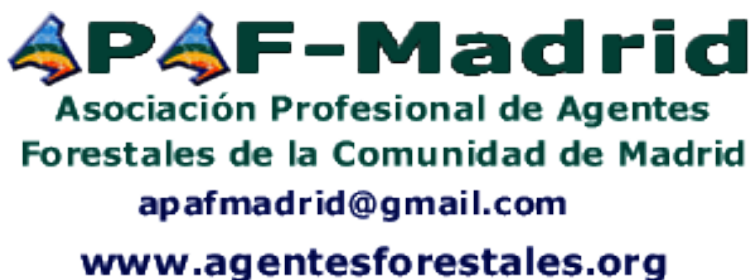 APAF-Madrid
Asociación Profesional de Agentes
Forestales de la Comunidad de Madrid
apafmadrid@gmail.com
www.agentesforestales.org